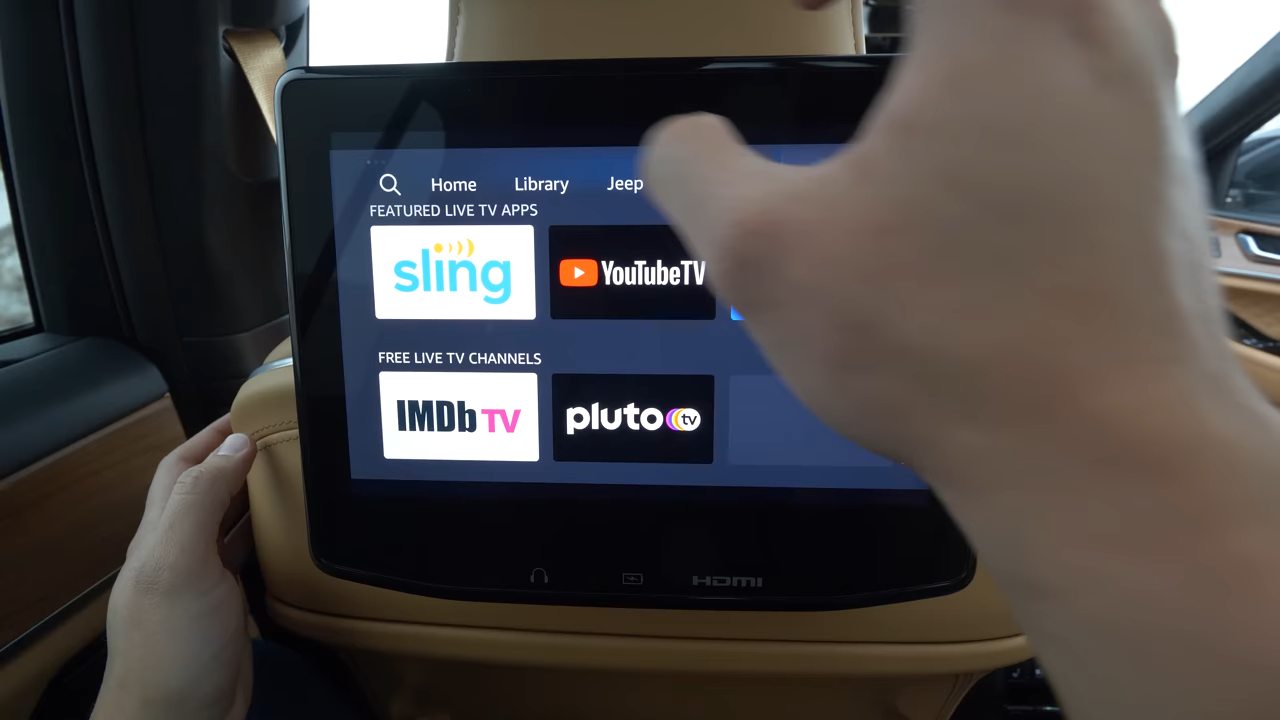 Home Library Jeep
FEATURED LIVE TV APPS
sling
YouTubeTV
FREE LIVE TV CHANNELS
IMDb TV
pluto tv
HDMI